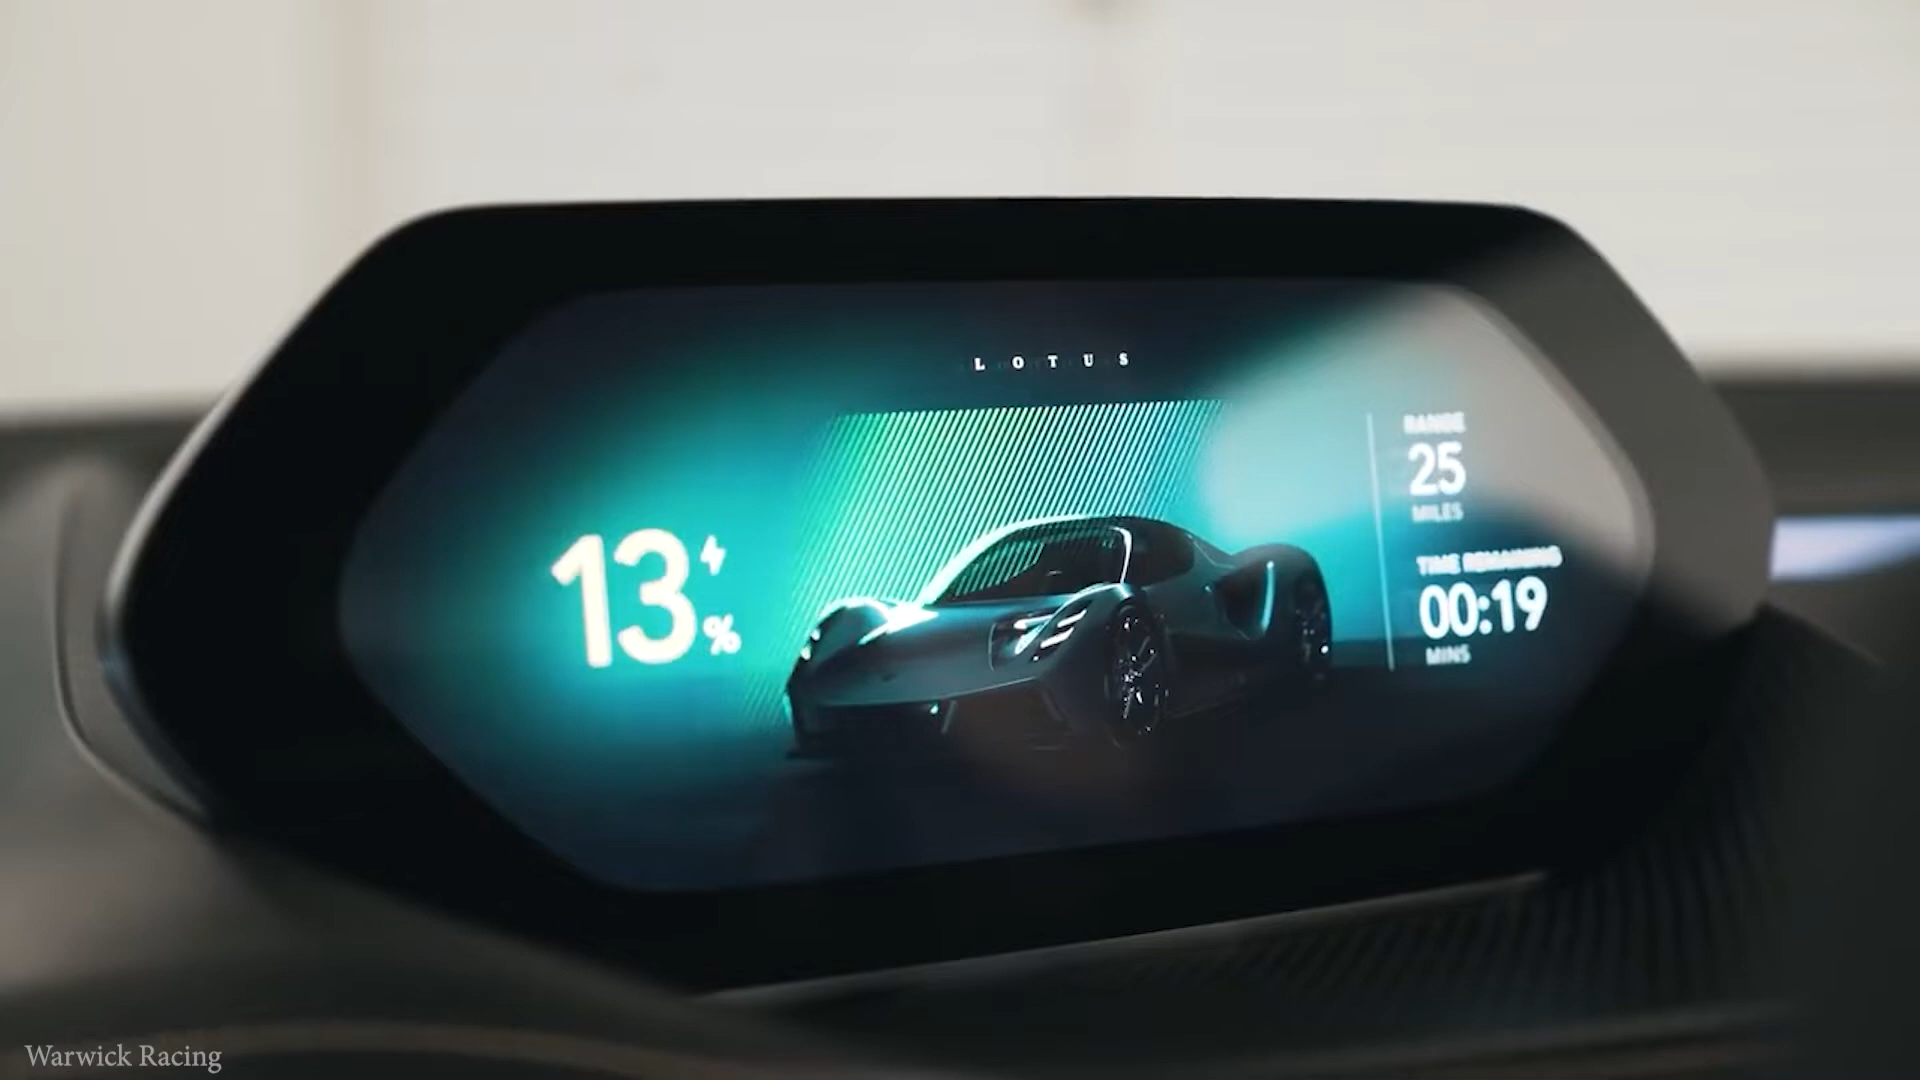 LOTUS
13
%
RANGE
25
MILES
TIME REMAINING
00:19
MINS
Warwick Racing